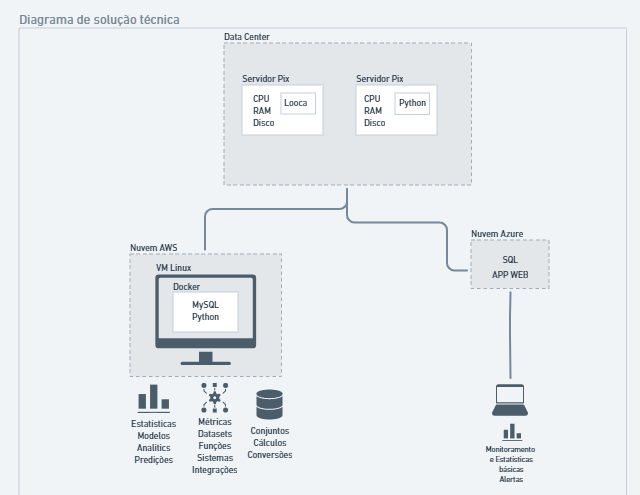 Diagrama de solução técnica
Data Center
Servidor Pix
CPU
RAM
Disco
Looca
Servidor Pix
CPU
RAM
Disco
Python
Nuvem AWS
VM Linux
Docker
MySQL
Python
Nuvem Azure
SQL
APP WEB
Estatísticas
Modelos
Analitics
Predições
Métricas
Datasets
Funções
Sistemas
Integrações
Conjuntos
Cálculos
Conversões
Monitoramento
e Estatísticas
básicas
Alertas